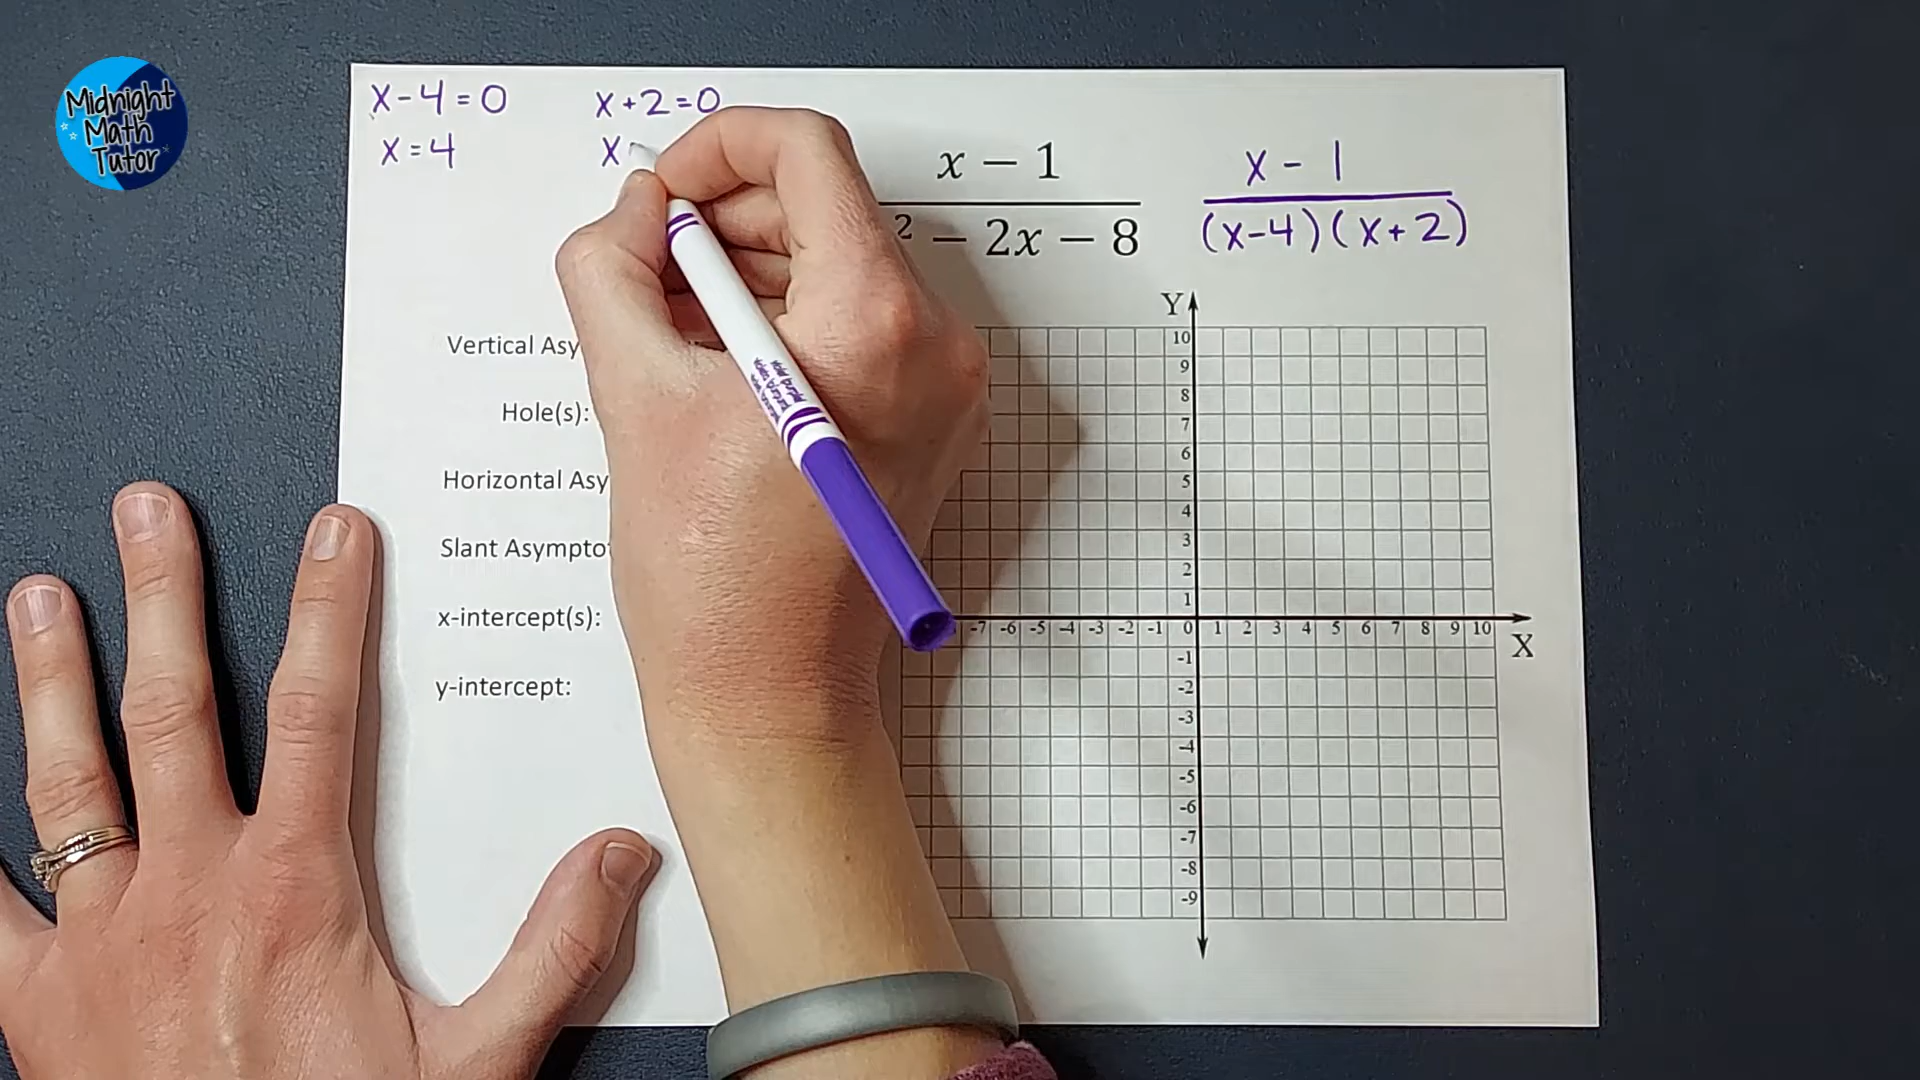 Midnight
Math
Tutor
x - 4 = 0
x + 2 = 0
x = 4
x
x − 1
2 − 2x − 8
x - 1
(x-4)(x+2)
Vertical Asy
Hole(s):
Horizontal Asy
Slant Asympto
x-intercept(s):
y-intercept:
Y
10
9
8
7
6
5
4
3
2
1
-7 -6 -5 -4 -3 -2 -1 0 1 2 3 4 5 6 7 8 9 10
X
-1
-2
-3
-4
-5
-6
-7
-8
-9